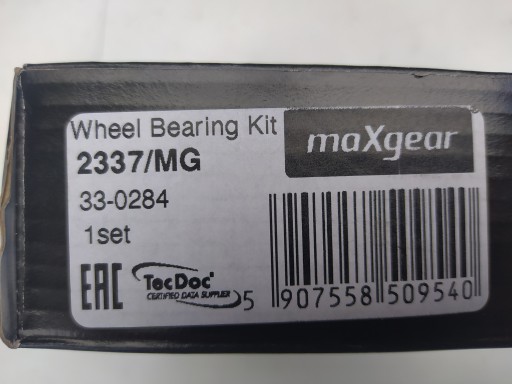 Wheel Bearing Kit
maxgear
2337/MG
33-0284
1set
EAC
TecDoc
CERTIFIED DATA SUPPLIER
5 907558 509540